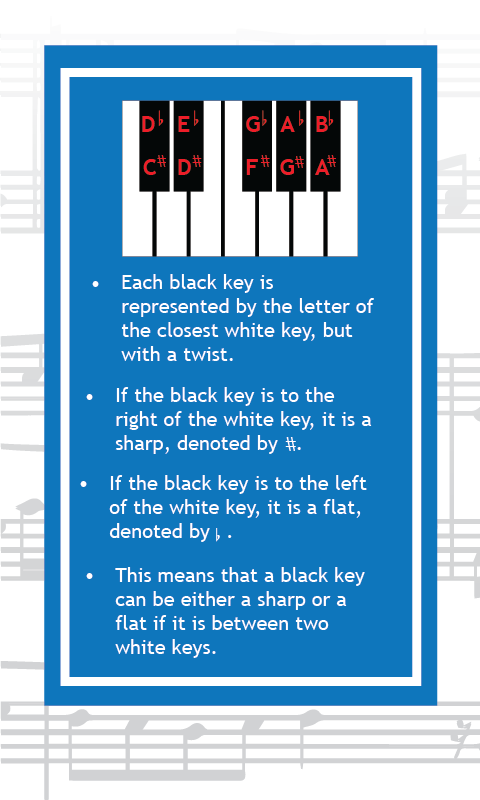 D♭ E♭ G♭ A♭ B♭
C# D# F# G# A#
• Each black key is
represented by the letter of
the closest white key, but
with a twist.
• If the black key is to the
right of the white key, it is a
sharp, denoted by #.
• If the black key is to the left
of the white key, it is a flat,
denoted by ♭ .
• This means that a black key
can be either a sharp or a
flat if it is between two
white keys.